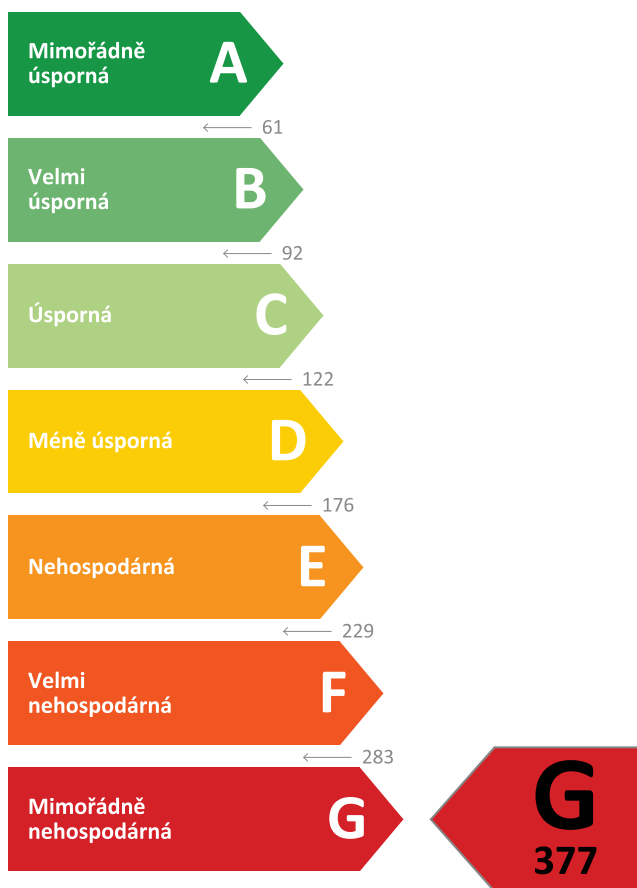 Mimořádně
úsporná
A
61
Velmi
úsporná
B
92
Úsporná
C
122
Méně úsporná
D
176
Nehospodárná
E
229
Velmi
nehospodárná
F
283
Mimořádně
nehospodárná
G
G
377